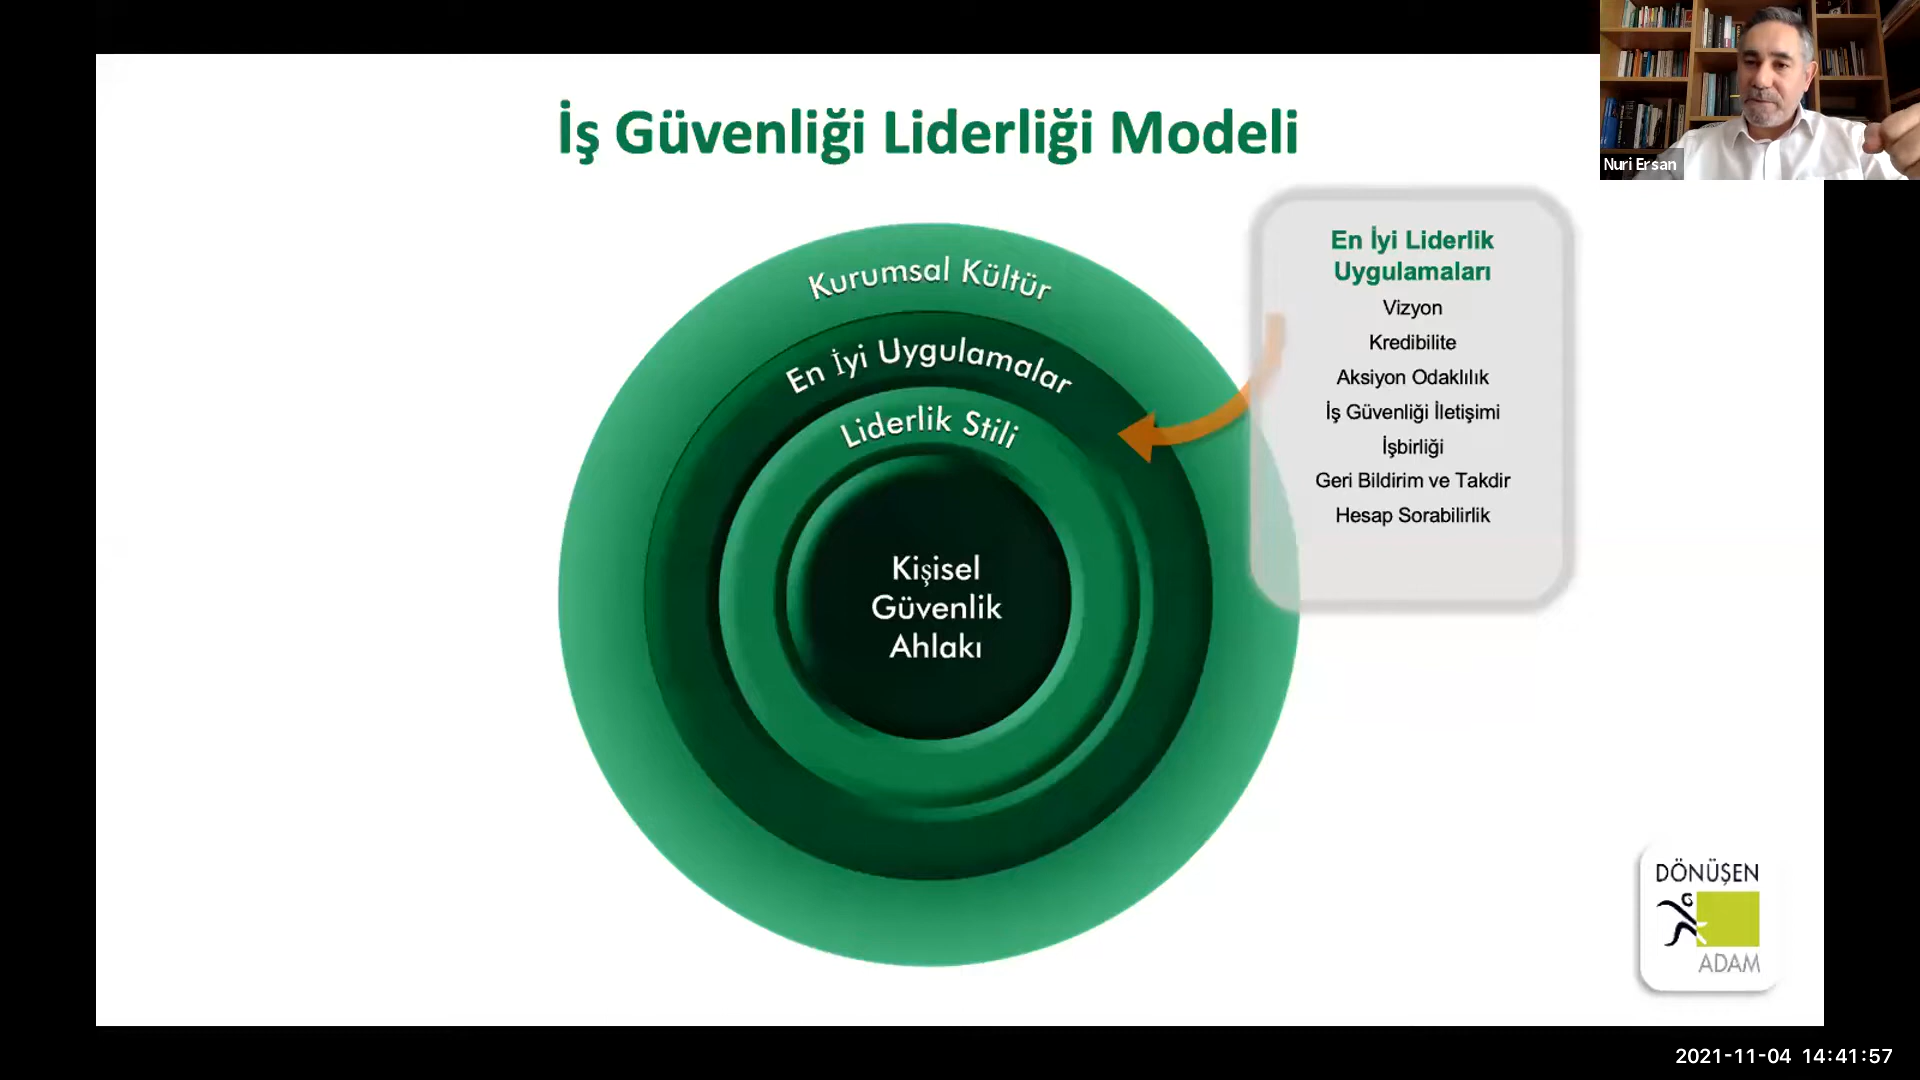 İş Güvenliği Liderliği Modeli
Nuri Ersan
Kurumsal Kültür
En İyi Uygulamalar
Liderlik Stili
Kişisel
Güvenlik
Ahlakı
En İyi Liderlik
Uygulamaları
Vizyon
Kredibilite
Aksiyon Odaklılık
İş Güvenliği İletişimi
İşbirliği
Geri Bildirim ve Takdir
Hesap Sorabilirlik
DÖNÜŞEN
ADAM
2021-11-04 14:41:57